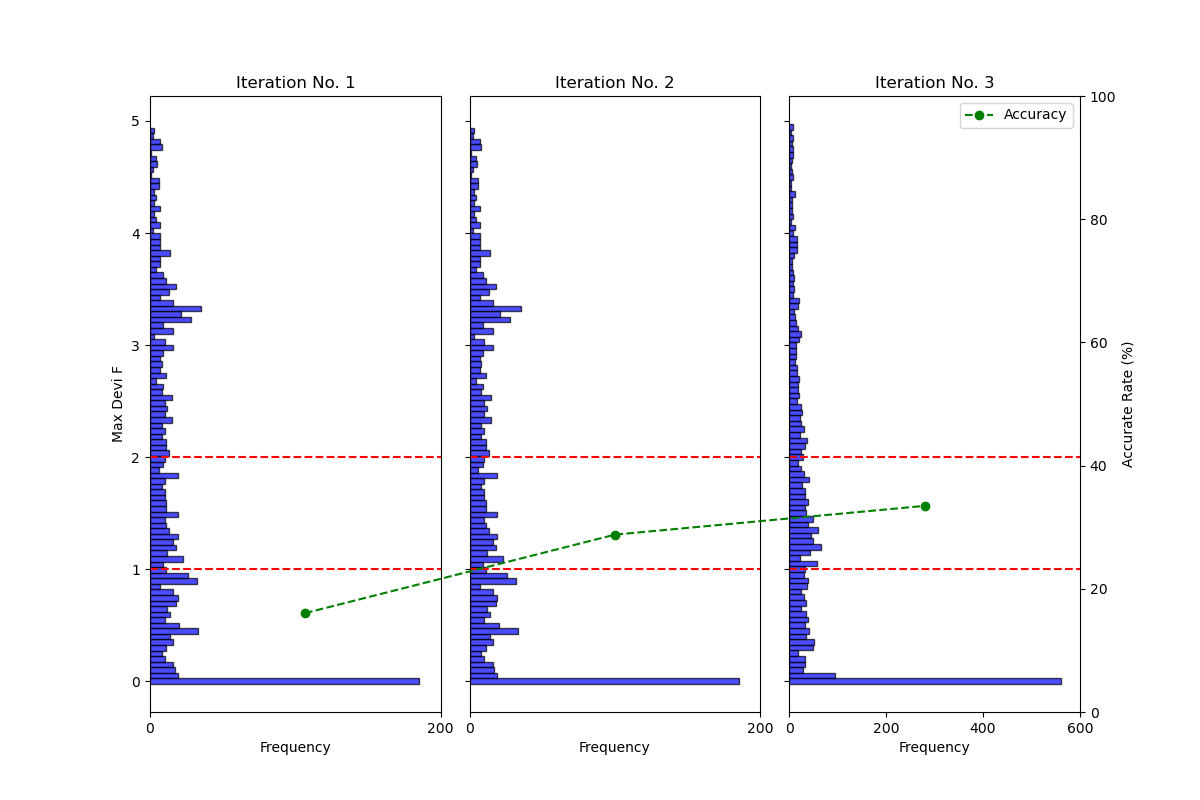 Iteration No. 1
Iteration No. 2
Iteration No. 3
Max Devi F
5
4
3
2
1
0
0
200
Frequency
0
200
Frequency
0
200
400
600
Frequency
Accuracy
100
80
60
40
20
0
Accurate Rate (%)